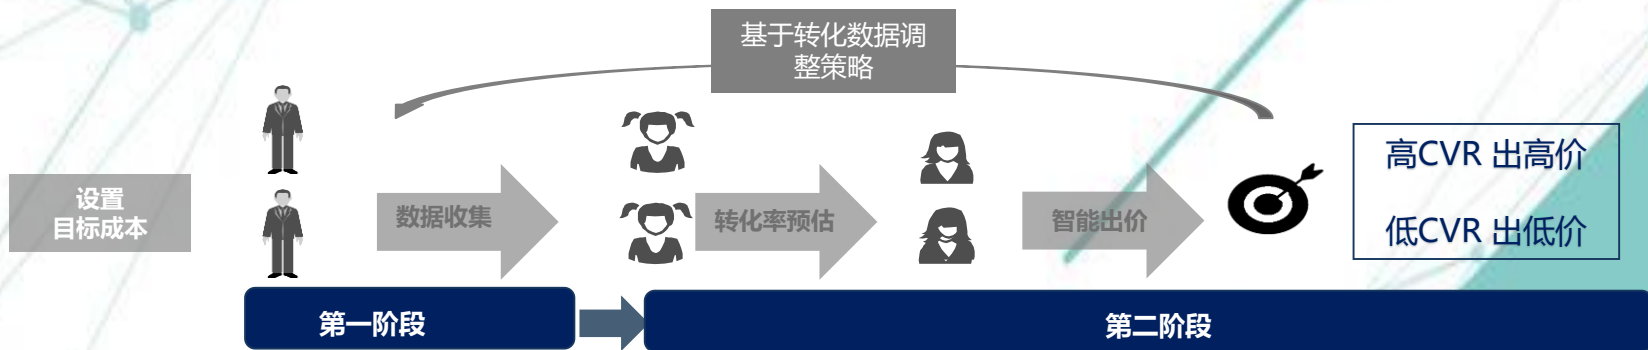 基于转化数据调
整策略
设置
目标成本
数据收集
转化率预估
智能出价
高CVR 出高价
低CVR 出低价
第一阶段
第二阶段